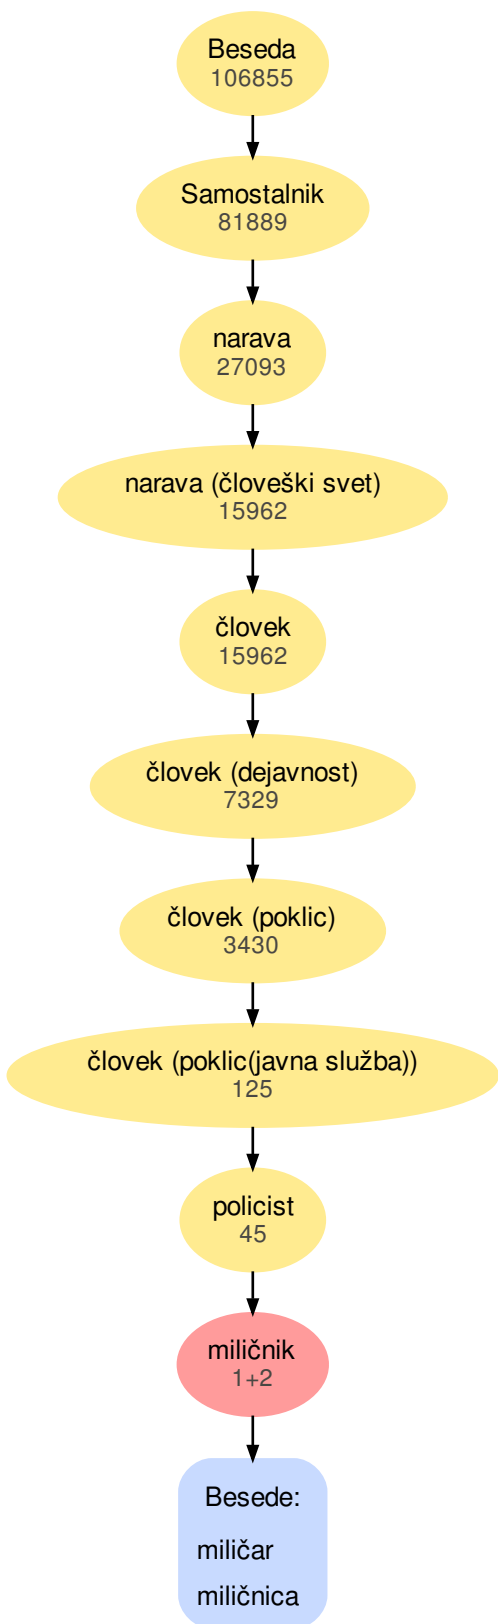 Beseda
106855
Samostalnik
81889
narava
27093
narava (človeški svet)
15962
človek
15962
človek (dejavnost)
7329
človek (poklic)
3430
človek (poklic(javna služba))
125
policist
45
miličnik
1+2
Besede:
miličar
miličnica